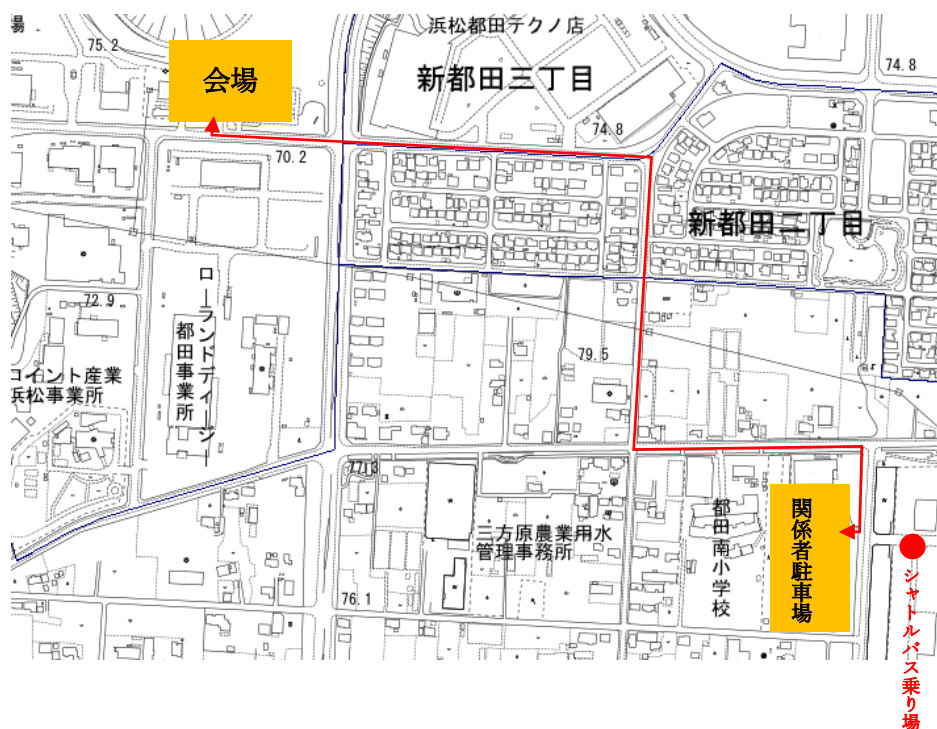 場
浜松都田テクノ店
75.2
会場
新都田三丁目
74.8
74.8
70.2
新都田二丁目
72.9
ローランドディージー
都田事業所
79.5
コイント産業
浜松事業所
77.3
三方原農業用水
管理事務所
都田南小学校
関係者駐車場
76.1
シャトルバス乗り場